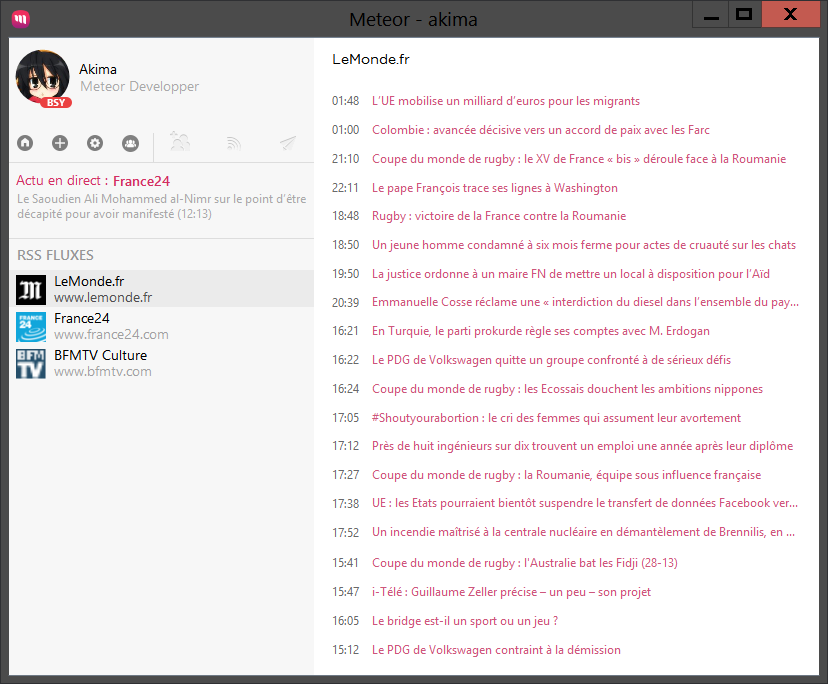 Meteor - akima
Akima
Meteor Developper
BSY
Actu en direct : France24
Le Saoudien Ali Mohammed al-Nimr sur le point d'être
décapité pour avoir manifesté (12:13)
RSS FLUXES
LeMonde.fr
www.lemonde.fr
FRANCE 24
France24
www.france24.com
BFM TV
BFMTV Culture
www.bfmtv.com
LeMonde.fr
01:48 L'UE mobilise un milliard d'euros pour les migrants
01:00 Colombie : avancée décisive vers un accord de paix avec les Farc
21:10 Coupe du monde de rugby : le XV de France « bis » déroule face à la Roumanie
22:11 Le pape François trace ses lignes à Washington
18:48 Rugby : victoire de la France contre la Roumanie
18:50 Un jeune homme condamné à six mois ferme pour actes de cruauté sur les chats
19:50 La justice ordonne à un maire FN de mettre un local à disposition pour l'Aïd
20:39 Emmanuelle Cosse réclame une « interdiction du diesel dans l'ensemble du pay...
16:21 En Turquie, le parti prokurde règle ses comptes avec M. Erdogan
16:22 Le PDG de Volkswagen quitte un groupe confronté à de sérieux défis
16:24 Coupe du monde de rugby : les Ecossais douchent les ambitions nippones
17:05 #Shoutyourabortion : le cri des femmes qui assument leur avortement
17:12 Près de huit ingénieurs sur dix trouvent un emploi une année après leur diplôme
17:27 Coupe du monde de rugby : la Roumanie, équipe sous influence française
17:38 UE : les Etats pourraient bientôt suspendre le transfert de données Facebook ver...
17:52 Un incendie maîtrisé à la centrale nucléaire en démantèlement de Brennilis, en ...
15:41 Coupe du monde de rugby : l'Australie bat les Fidji (28-13)
15:47 i-Télé : Guillaume Zeller précise – un peu – son projet
16:05 Le bridge est-il un sport ou un jeu ?
15:12 Le PDG de Volkswagen contraint à la démission